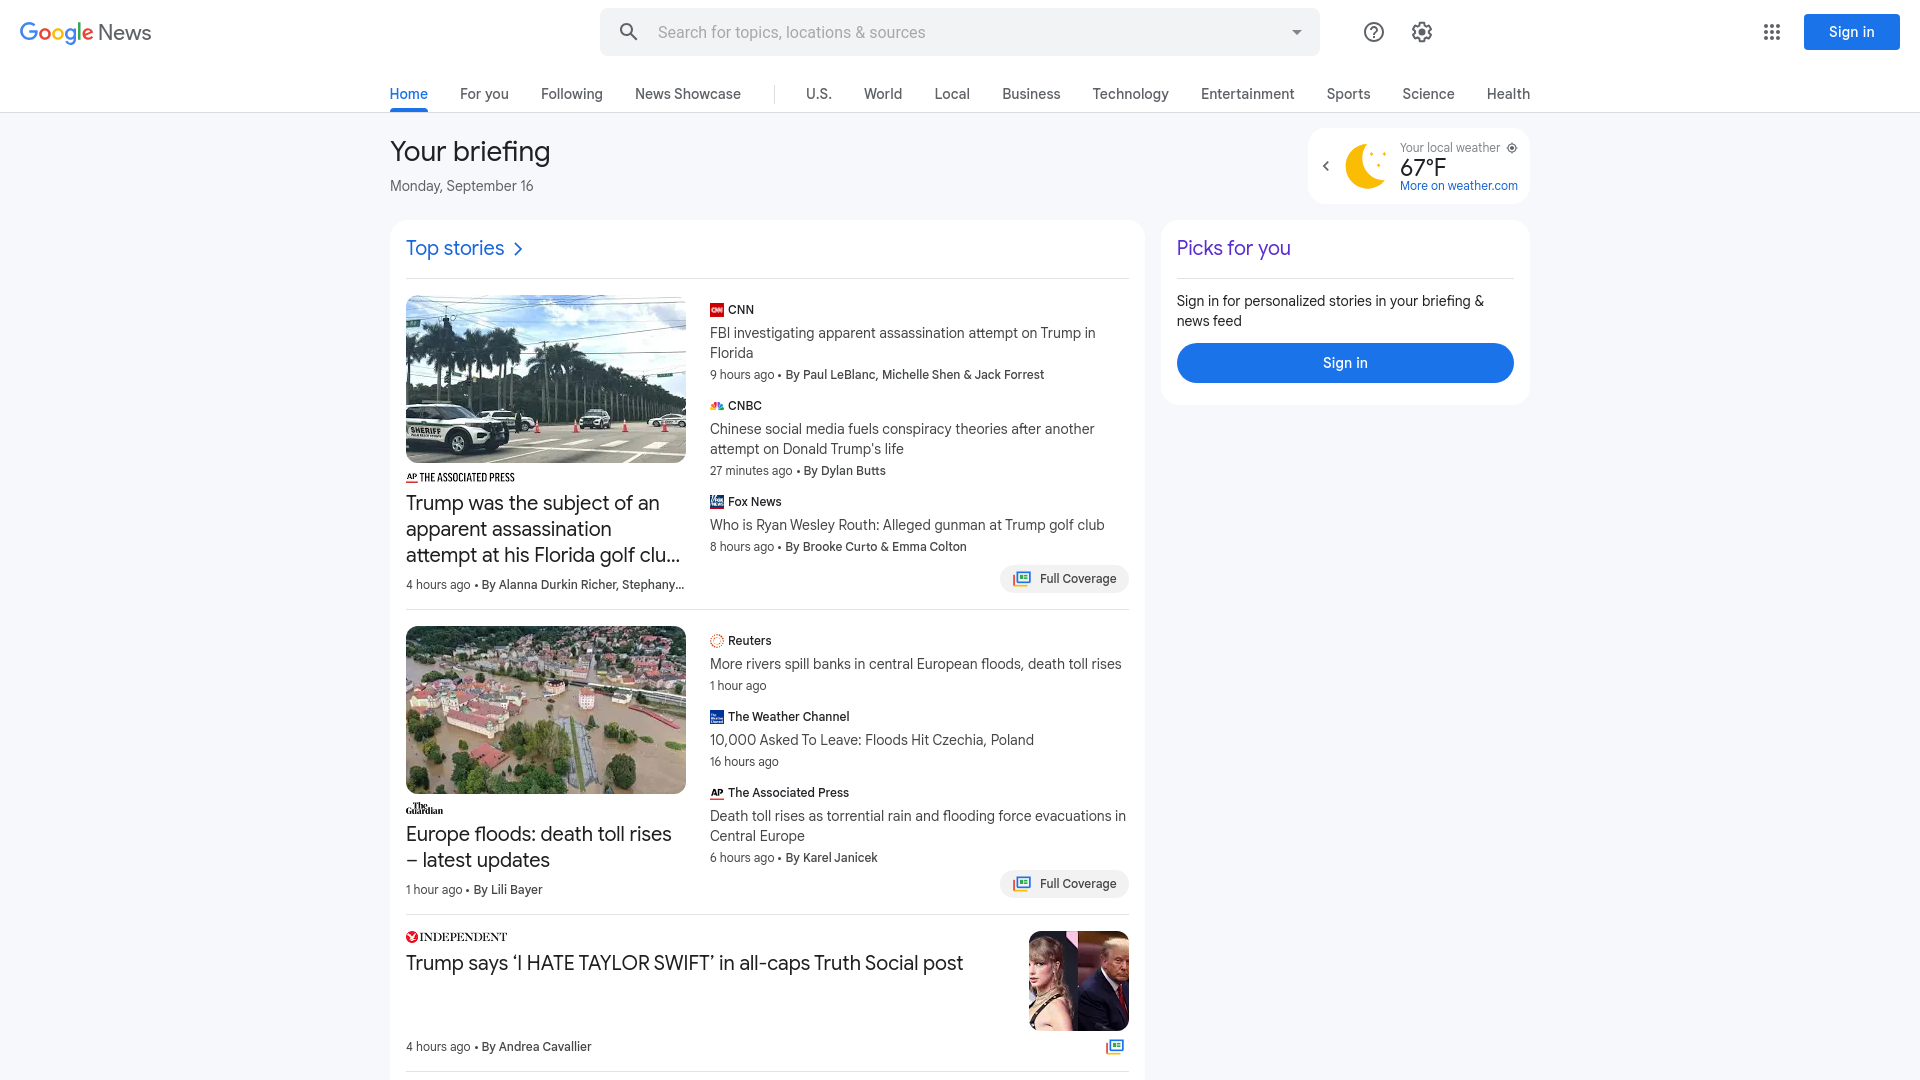 Google News
Search for topics, locations & sources
Sign in
Home
For you
Following
News Showcase
U.S.
World
Local
Business
Technology
Entertainment
Sports
Science
Health
Your briefing
Monday, September 16
Your local weather
67°F
More on weather.com
Top stories
SHERIFF
AP THE ASSOCIATED PRESS
Trump was the subject of an
apparent assassination
attempt at his Florida golf clu...
4 hours ago • By Alanna Durkin Richer, Stephany...
CNN
FBI investigating apparent assassination attempt on Trump in
Florida
9 hours ago • By Paul LeBlanc, Michelle Shen & Jack Forrest
CNBC
Chinese social media fuels conspiracy theories after another
attempt on Donald Trump's life
27 minutes ago • By Dylan Butts
Fox News
Who is Ryan Wesley Routh: Alleged gunman at Trump golf club
8 hours ago • By Brooke Curto & Emma Colton
Full Coverage
The
Guardian
Europe floods: death toll rises
– latest updates
1 hour ago • By Lili Bayer
Reuters
More rivers spill banks in central European floods, death toll rises
1 hour ago
The Weather Channel
10,000 Asked To Leave: Floods Hit Czechia, Poland
16 hours ago
AP The Associated Press
Death toll rises as torrential rain and flooding force evacuations in
Central Europe
6 hours ago • By Karel Janicek
Full Coverage
INDEPENDENT
Trump says ‘I HATE TAYLOR SWIFT’ in all-caps Truth Social post
4 hours ago • By Andrea Cavallier
Picks for you
Sign in for personalized stories in your briefing &
news feed
Sign in